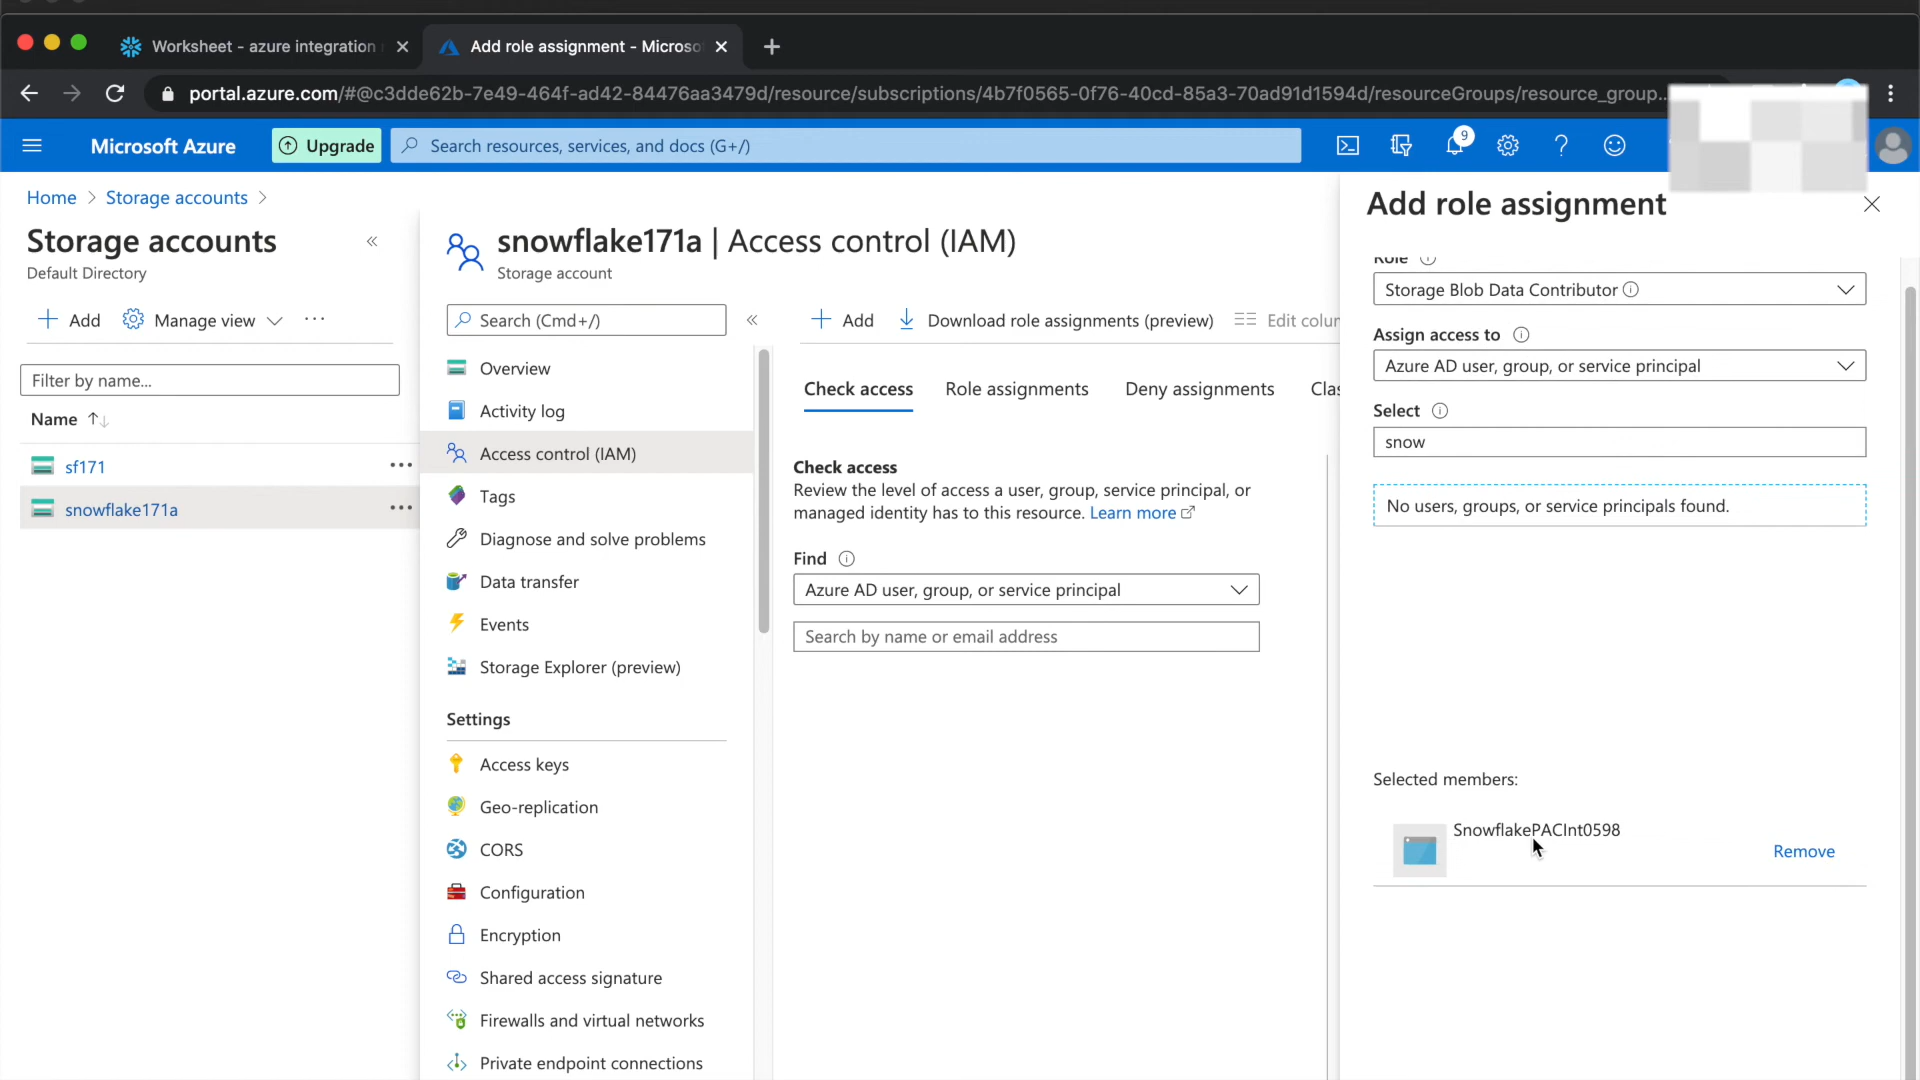 Worksheet - azure integration
Add role assignment - Microso
portal.azure.com/#@c3dde62b-7e49-464f-ad42-84476aa3479d/resource/subscriptions/4b7f0565-0f76-40cd-85a3-70ad91d1594d/resourceGroups/resource_group...
Microsoft Azure
Upgrade
Search resources, services, and docs (G+/)
9
Home > Storage accounts >
Storage accounts
Default Directory
Add
Manage view
Filter by name...
Name
sf171
snowflake171a
snowflake171a | Access control (IAM)
Storage account
Search (Cmd+/)
Overview
Activity log
Access control (IAM)
Tags
Diagnose and solve problems
Data transfer
Events
Storage Explorer (preview)
Settings
Access keys
Geo-replication
CORS
Configuration
Encryption
Shared access signature
Firewalls and virtual networks
Private endpoint connections
Add
Download role assignments (preview)
Edit colur
Check access
Role assignments
Deny assignments
Clas
Check access
Review the level of access a user, group, service principal, or
managed identity has to this resource. Learn more
Find
Azure AD user, group, or service principal
Search by name or email address
Add role assignment
Role
Storage Blob Data Contributor
Assign access to
Azure AD user, group, or service principal
Select
snow
No users, groups, or service principals found.
Selected members:
SnowflakePACInt0598
Remove